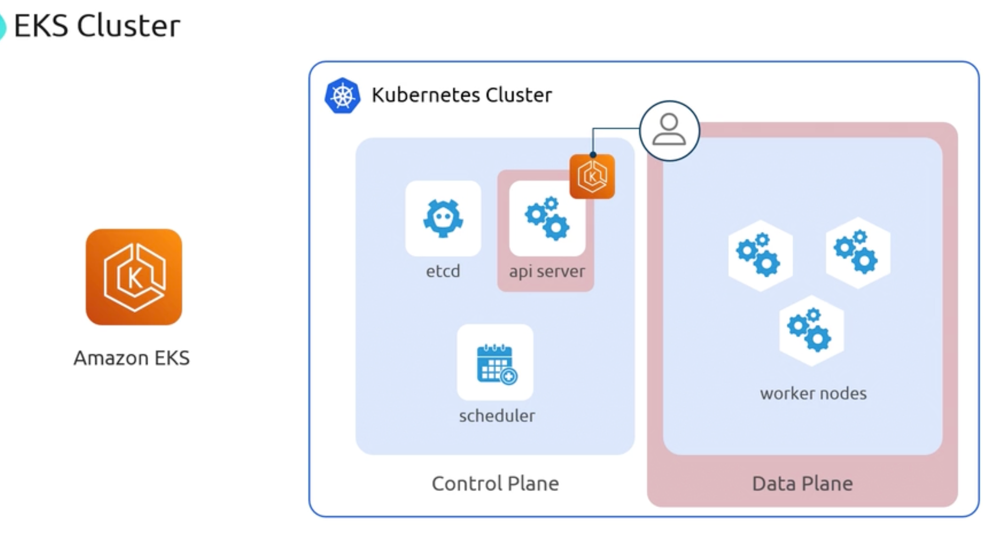 EKS Cluster
Kubernetes Cluster
K
etcd
api server
scheduler
worker nodes
Control Plane
Data Plane
K
Amazon EKS